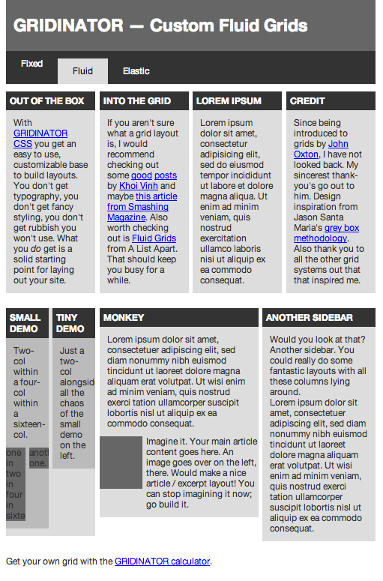 GRIDINATOR — Custom Fluid Grids
Fixed
Fluid
Elastic
OUT OF THE BOX
With
GRIDINATOR
CSS you get an
easy to use,
customizable base
to build layouts.
You don't get
typography, you
don't get fancy
styling, you don't
get rubbish you
won't use. What
you do get is a
solid starting
point for laying
out your site.
INTO THE GRID
If you aren't sure
what a grid layout
is, I would
recommend
checking out
some good posts
by Khoi Vinh and
maybe this article
from Smashing
Magazine. Also
worth checking
out is Fluid Grids
from A List Apart.
That should keep
you busy for a
while.
LOREM IPSUM
Lorem ipsum
dolor sit amet,
consectetur
adipisicing elit,
sed do eiusmod
tempor incididunt
ut labore et dolore
magna aliqua. Ut
enim ad minim
veniam, quis
nostrud
exercitation
ullamco laboris
nisi ut aliquip ex
ea commodo
consequat.
CREDIT
Since being
introduced to
grids by John
Oxton, I have not
looked back. My
sincerest thank-
you's go out to
him. Design
inspiration from
Jason Santa
Maria's grey box
methodology.
Also thank you to
all the other grid
systems out that
that inspired me.
SMALL
DEMO
Two-
col
within
a four-
col
within
a
sixteen-
col.
one
in
two
in
four
in
sixte
anot
one.
TINY
DEMO
Just a
two-
col
alongsid
all the
chaos
of the
small
demo
on the
left.
MONKEY
Lorem ipsum dolor sit amet,
consectetuer adipiscing elit, sed
diam nonummy nibh euismod
tincidunt ut laoreet dolore magna
aliquam erat volutpat. Ut wisi enim
ad minim veniam, quis nostrud
exerci tation ullamcorper suscipit
lobortis nisl ut aliquip ex ea
commodo consequat.
Imagine it. Your main article
content goes here. An
image goes over on the left,
there. Would make a nice
article / excerpt layout! You
can stop imagining it now;
go build it.
ANOTHER SIDEBAR
Would you look at that?
Another sidebar. You
could really do some
fantastic layouts with all
these columns lying
around.
Lorem ipsum dolor sit
amet, consectetuer
adipiscing elit, sed diam
nonummy nibh euismod
tincidunt ut laoreet dolore
magna aliquam erat
volutpat. Ut wisi enim ad
minim veniam, quis
nostrud exerci tation
ullamcorper suscipit
lobortis nisl ut aliquip ex
ea commodo consequat.
Get your own grid with the GRIDINATOR calculator.